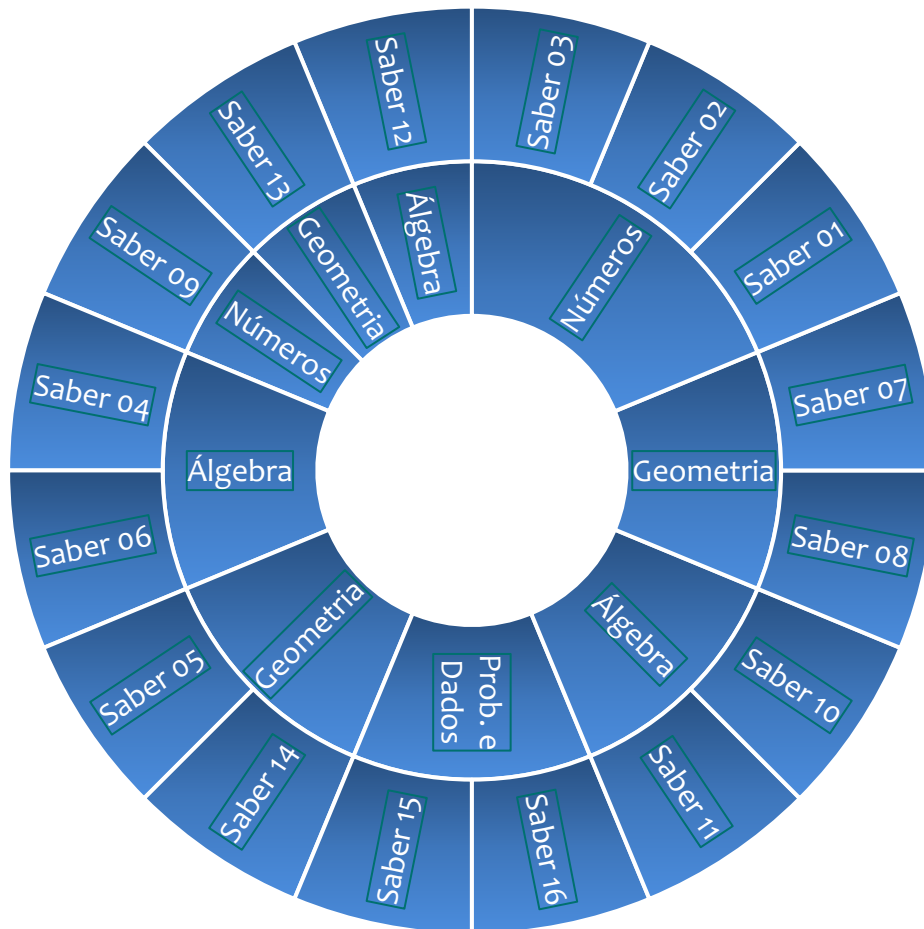 Saber 03
Saber 02
Saber 01
Saber 07
Saber 08
Saber 10
Saber 11
Saber 16
Saber 15
Saber 14
Saber 05
Saber 06
Saber 04
Saber 09
Saber 13
Saber 12
Números
Geometria
Álgebra
Prob. e
Dados
Geometria
Álgebra
Números
Geometria
Álgebra